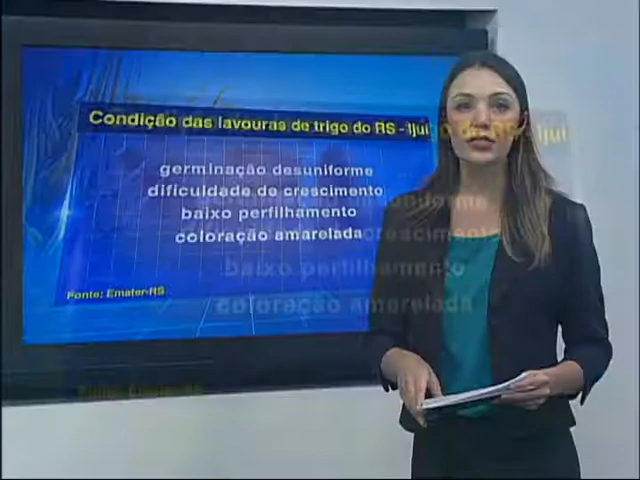 Condição das lavouras de trigo do RS - Ijuí
germinação desuniforme
dificuldade de crescimento
baixo perfilhamento
coloração amarelada
Fonte: Emater-RS